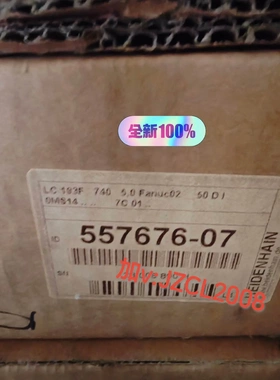 全新100%
LC 193F 740 5.0 Fanuc02 50 D I
0MS14.. ... 7C 01 ..
ID 557676-07
SN
加V:JZCL2008
HEIDENHAIN